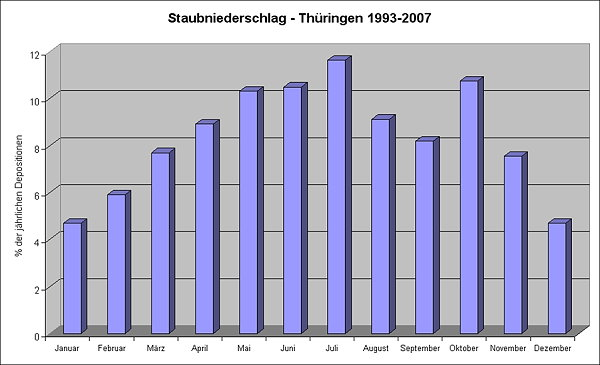 Staubniederschlag - Thüringen 1993-2007
12
10
8
6
4
2
0
% der jährlichen Depositionen
Januar Februar März April Mai Juni Juli August September Oktober November Dezember